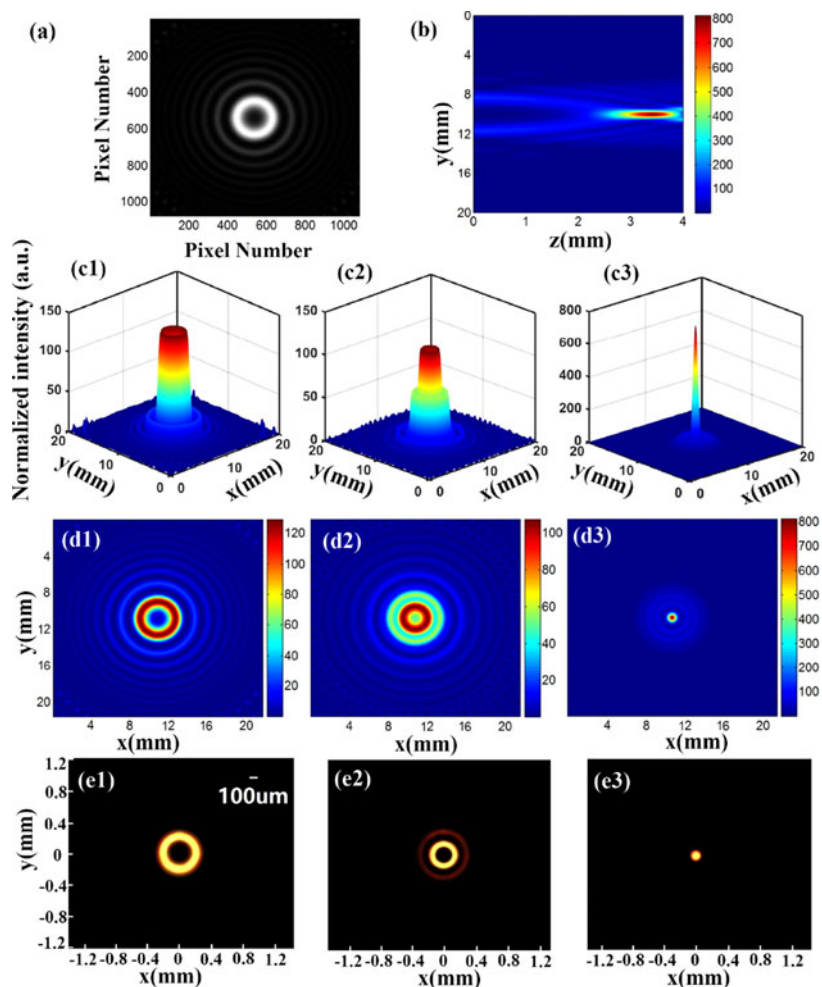 (a)
Pixel Number
200
400
600
800
1000
200 400 600 800 1000
Pixel Number
(b)
y(mm)
0
4
8
12
16
20
0 1 2 3 4
z(mm)
800
700
600
500
400
300
200
100
Normalized intensity (a.u.)
(c1)
150
100
50
0
20
10
0
0
10
20
y(mm)
x(mm)
(c2)
150
100
50
0
20
10
0
0
10
20
y(mm)
x(mm)
(c3)
800
600
400
200
0
20
10
0
0
10
20
y(mm)
x(mm)
(d1)
y(mm)
4
8
12
16
20
4 8 12 16 20
x(mm)
120
100
80
60
40
20
(d2)
4 8 12 16 20
x(mm)
100
80
60
40
20
(d3)
4 8 12 16 20
x(mm)
800
700
600
500
400
300
200
100
(e1)
100um
y(mm)
1.2
0.8
0.4
0
-0.4
-0.8
-1.2
-1.2 -0.8 -0.4 0 0.4 0.8 1.2
x(mm)
(e2)
-1.2 -0.8 -0.4 0 0.4 0.8 1.2
x(mm)
(e3)
-1.2 -0.8 -0.4 0 0.4 0.8 1.2
x(mm)